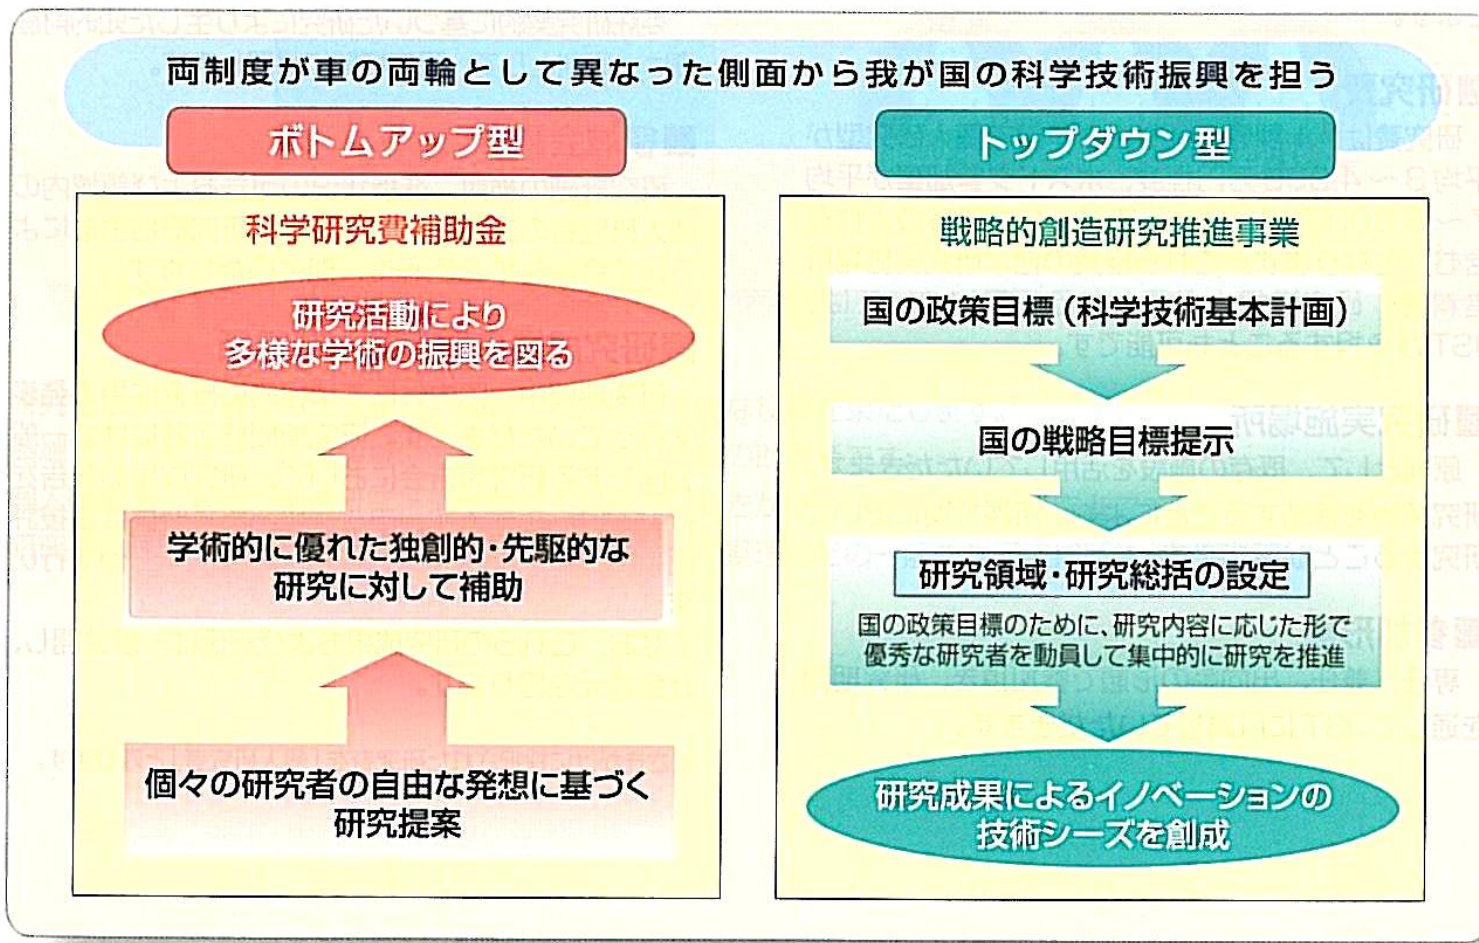 両制度が車の両輪として異なった側面から我が国の科学技術振興を担う
ボトムアップ型
科学研究費補助金
研究活動により
多様な学術の振興を図る
学術的に優れた独創的・先駆的な
研究に対して補助
個々の研究者の自由な発想に基づく
研究提案
トップダウン型
戦略的創造研究推進事業
国の政策目標(科学技術基本計画)
国の戦略目標提示
研究領域・研究総括の設定
国の政策目標のために、研究内容に応じた形で
優秀な研究者を動員して集中的に研究を推進
研究成果によるイノベーションの
技術シーズを創成